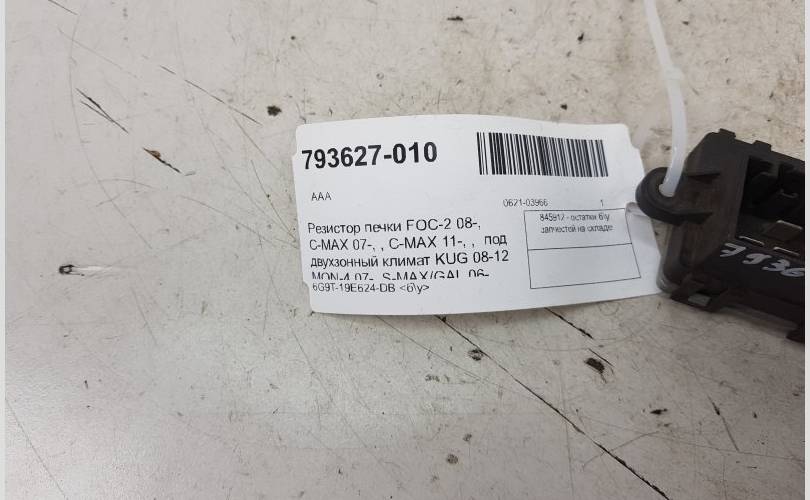 793627-010
AAA
0621-03966 1
Резистор печки FOC-2 08-,
C-MAX 07-, , C-MAX 11-, , под
двухзонный климат KUG 08-12
MON-4 07-, S-MAX/GAL 06-
6G9T-19E624-DB <б\у>
845912 - остатки б\у
запчастей на складе
7936